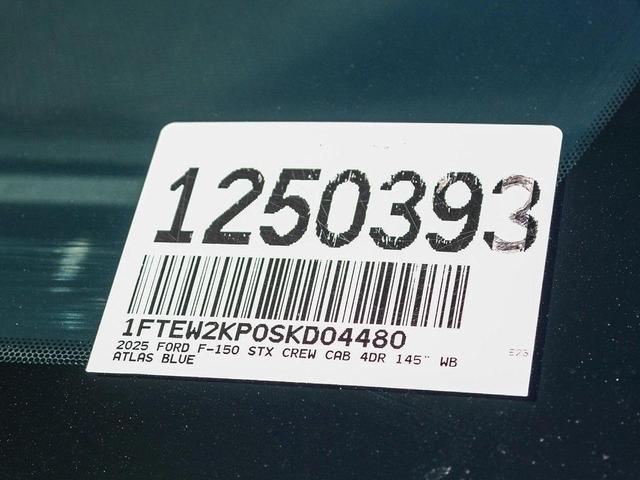 1250393
1FTEW2KP0SKD04480
2025 FORD F-150 STX CREW CAB 4DR 145" WB
ATLAS BLUE
E23